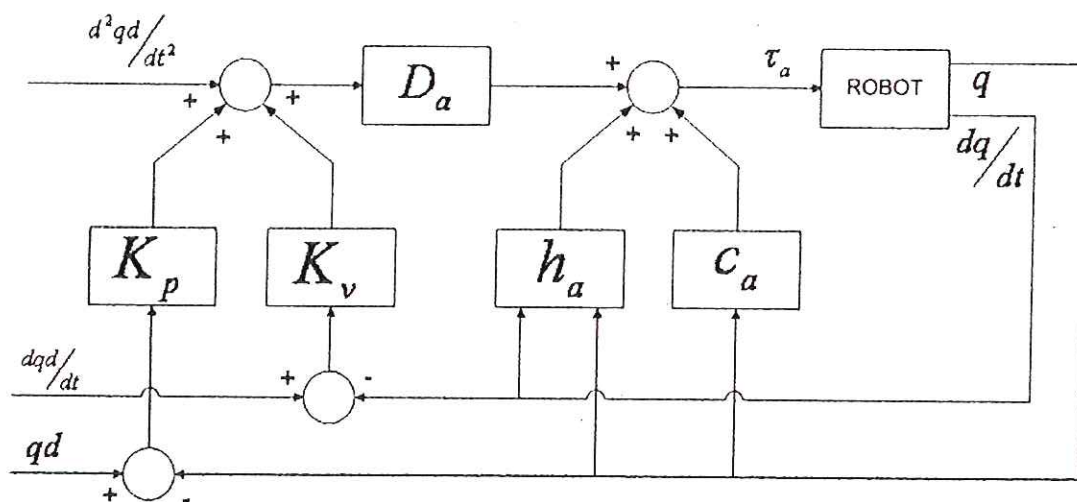 d²qd/dt²
+
+
+
D_a
+
+
+
τ_a
ROBOT
q
dq/dt
K_p
K_v
h_a
c_a
dqd/dt
+
-
qd
+
-